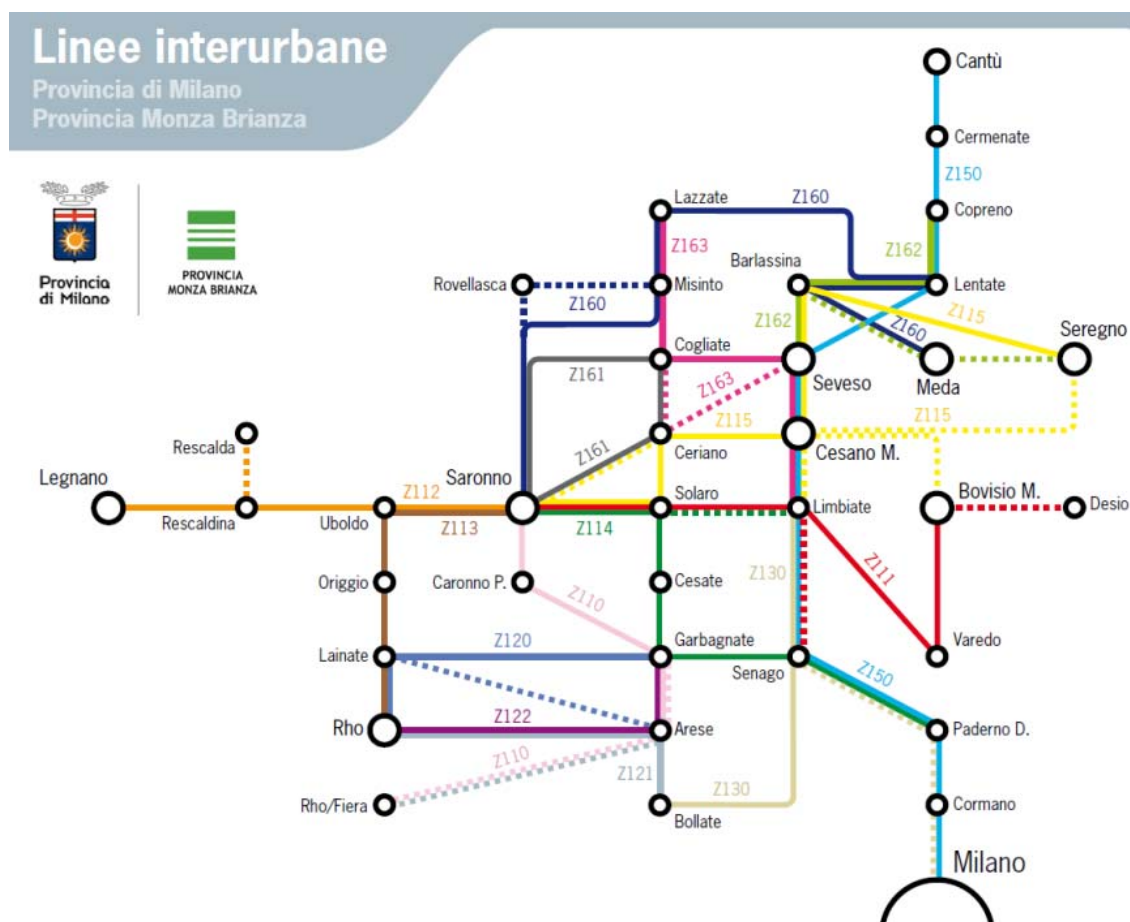 Linee interurbane
Provincia di Milano
Provincia Monza Brianza
Provincia
di Milano
PROVINCIA
MONZA BRIANZA
Cantù
Cermenate
Z150
Lazzate
Z160
Copreno
Z163
Z162
Barlassina
Rovellasca
Misinto
Lentate
Z160
Z162
Z115
Z160
Seregno
Cogliate
Z161
Z163
Seveso
Meda
Z115
Z115
Rescalda
Z161
Ceriano
Cesano M.
Legnano
Saronno
Bovisio M.
Z112
Solaro
Rescaldina
Uboldo
Z113
Z114
Limbiate
Desio
Z130
Z111
Origgio
Caronno P.
Z110
Cesate
Lainate
Z120
Garbagnate
Senago
Varedo
Z150
Rho
Z122
Arese
Paderno D.
Z110
Z121
Z130
Rho/Fiera
Bollate
Cormano
Milano